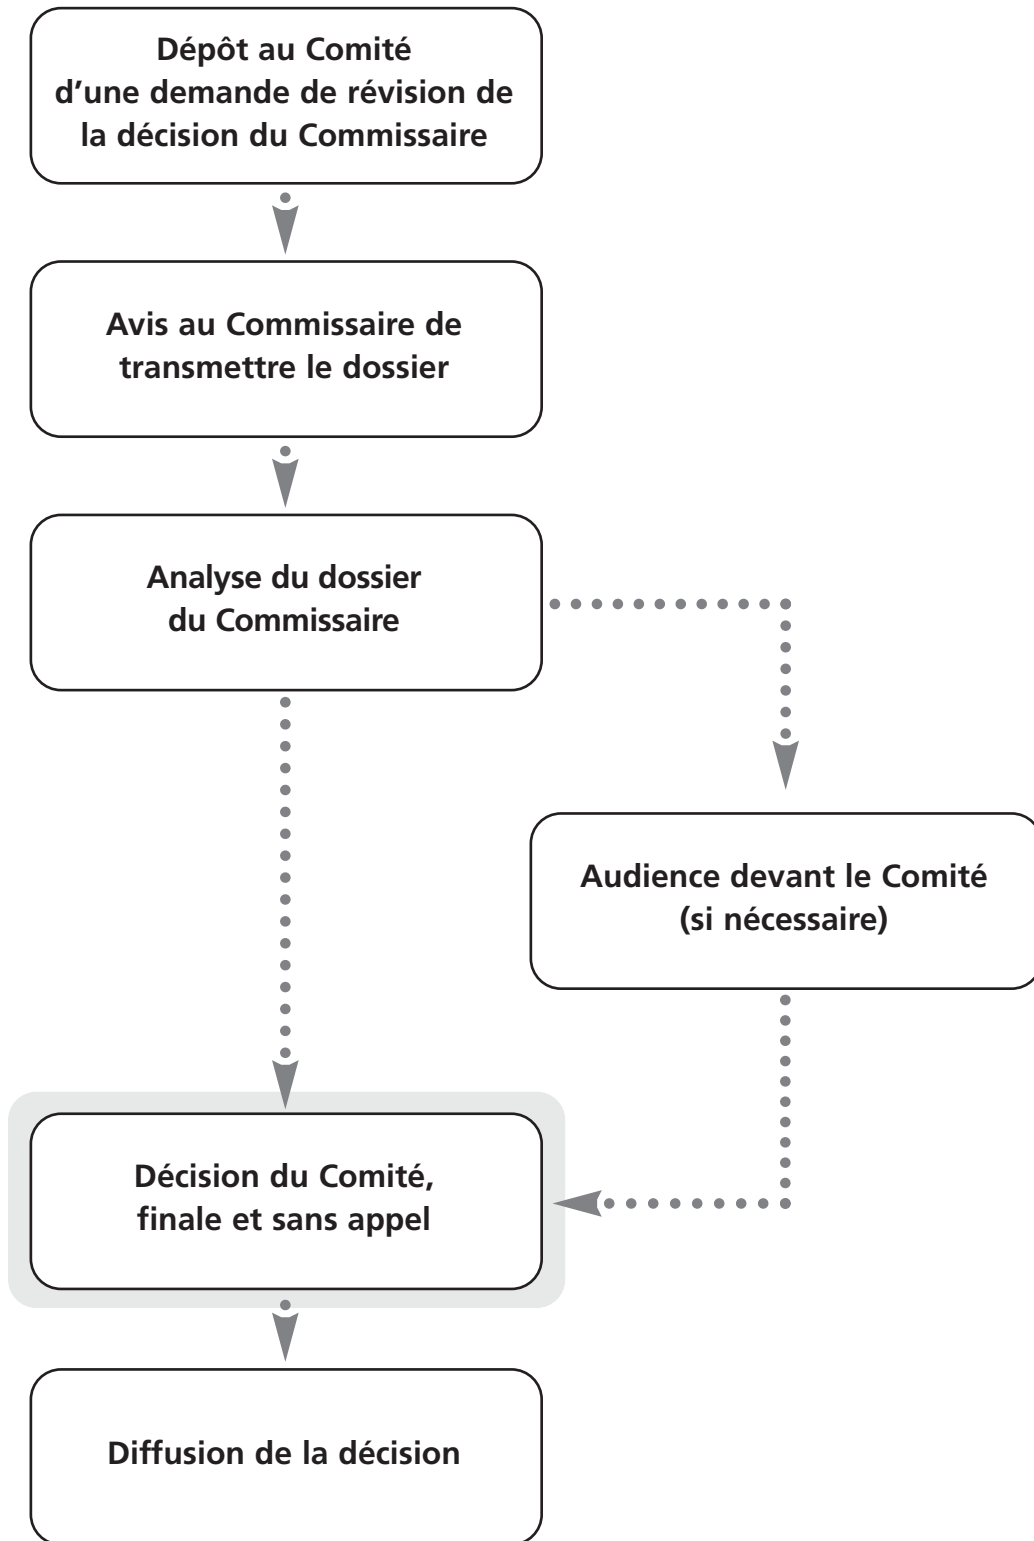 Dépôt au Comité
d’une demande de révision de
la décision du Commissaire
Avis au Commissaire de
transmettre le dossier
Analyse du dossier
du Commissaire
Audience devant le Comité
(si nécessaire)
Décision du Comité,
finale et sans appel
Diffusion de la décision